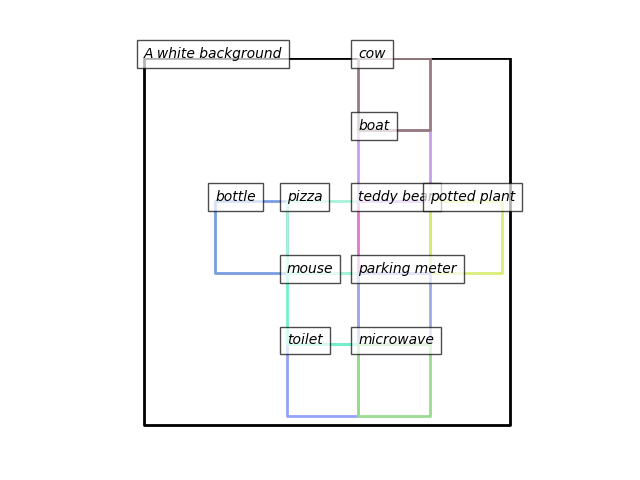 A white background
cow
boat
bottle
pizza
teddy bear
potted plant
mouse
parking meter
toilet
microwave